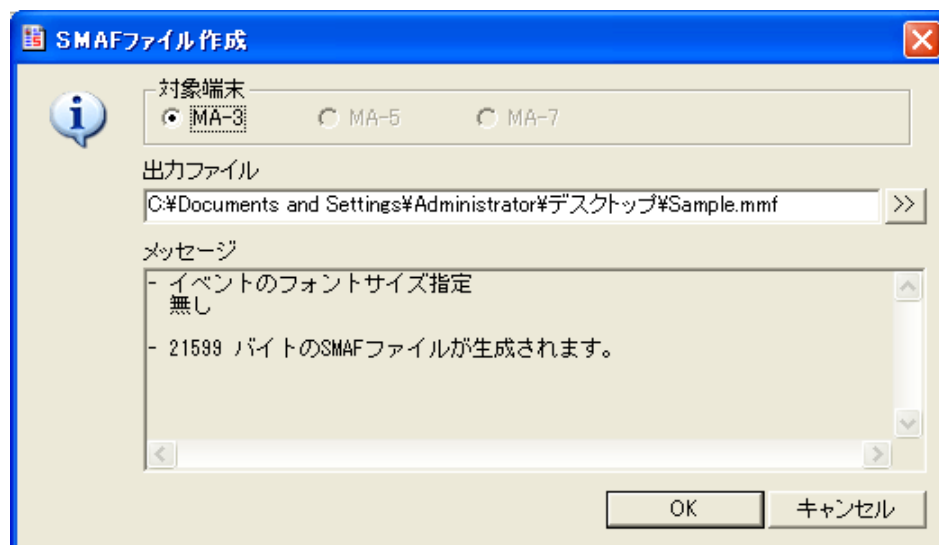 SMAFファイル作成
対象端末
MA-3 MA-5 MA-7
出力ファイル
C:¥Documents and Settings¥Administrator¥デスクトップ¥Sample.mmf >>
メッセージ
- イベントのフォントサイズ指定
無し
- 21599 バイトのSMAFファイルが生成されます。
OK キャンセル